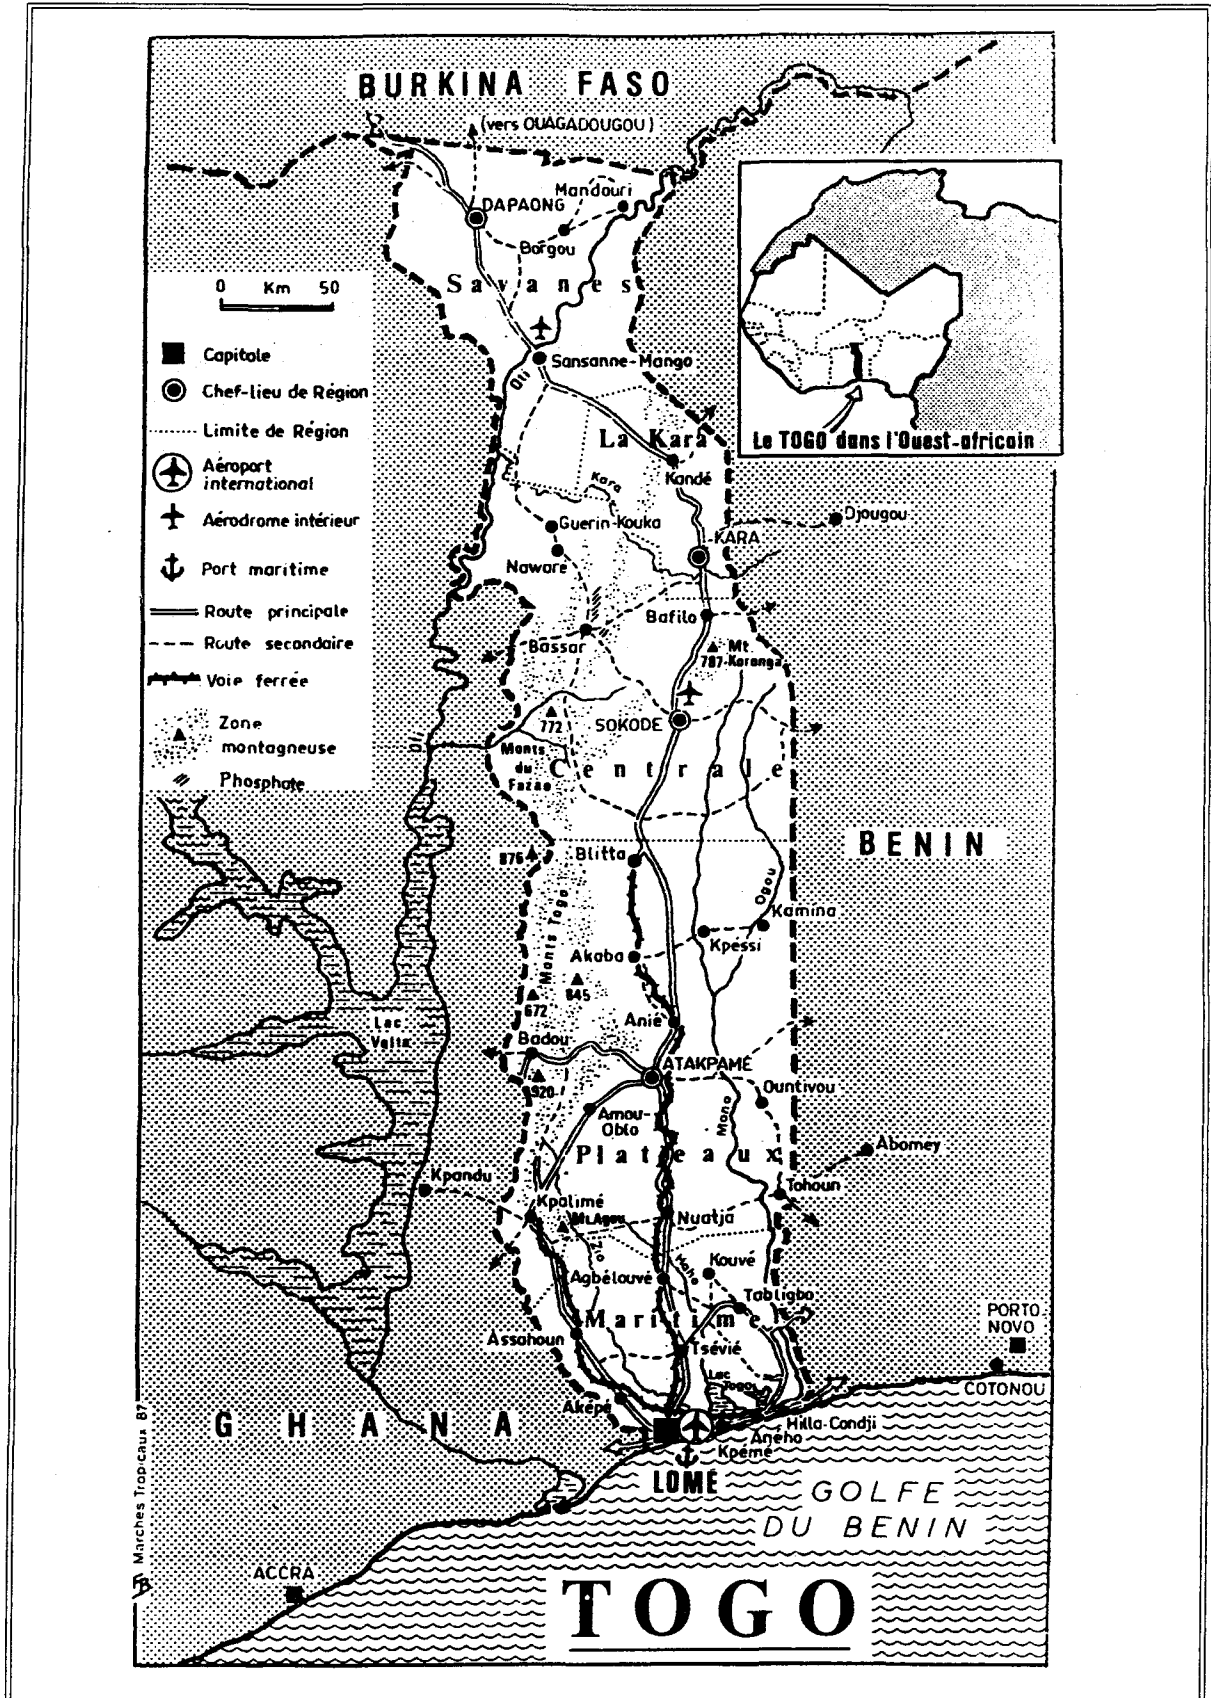 BURKINA FASO
(vers OUAGADOUGOU)
Mandouri
DAPAONG
Borgou
Savanes
0 Km 50
Capitale
Chef-lieu de Région
Limite de Région
Aéroport
international
Aérodrome intérieur
Port maritime
Route principale
Route secondaire
Voie ferrée
Zone
montagneuse
Phosphate
Le TOGO dans l'Ouest-africain
Sansanne-Mango
Oti
La Kara
Kandé
Kara
Guerin-Kouka
Djougou
KARA
Naware
Bafilo
Bassar
Mt
787-Karonga
772
SOKODE
Oti
Monts
du
Fazao
Centrale
BENIN
Blitta
876
Ogou
Monts Togo
Kamina
Kpessi
Akaba
845
672
Anié
Lac
Volta
Badou
ATAKPAMÉ
920
Ountivou
Amou-
Oblo
Mono
Plateaux
Abomey
Kpandu
Tohoun
Kpalimé
Mt.Agou
Nuatja
Zio
Kouvé
Agbélouvé
Haho
Tabligbo
Maritime
Assahoun
Tsévié
PORTO
NOVO
Lac
Togo
COTONOU
Aképé
GHANA
Hilla-Condji
Aného
Kpémé
LOMÉ
GOLFE
DU BENIN
ACCRA
TOGO
Marches Tropicaux 87